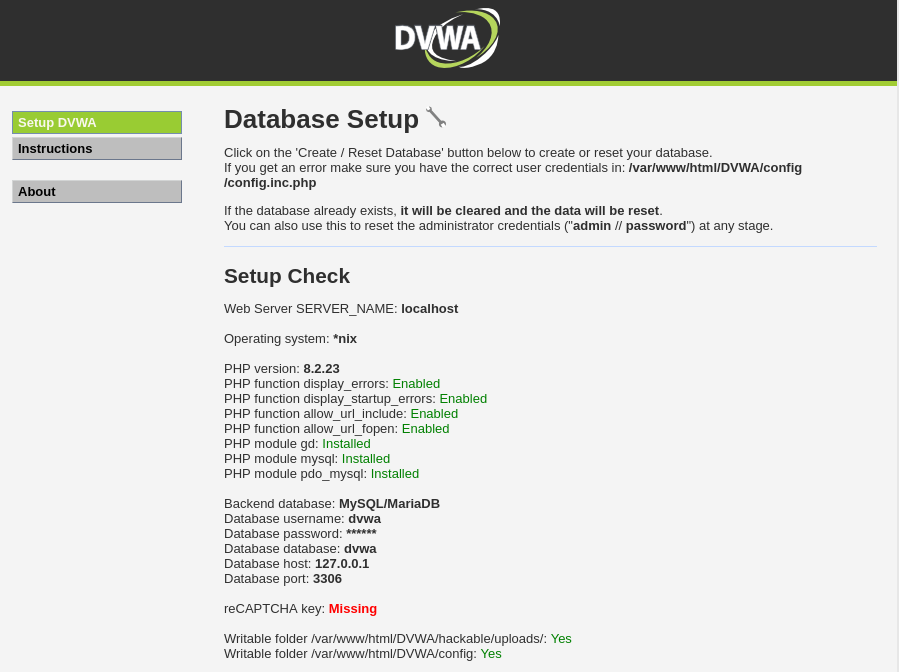 DVWA
Setup DVWA
Instructions
About
Database Setup
Click on the 'Create / Reset Database' button below to create or reset your database.
If you get an error make sure you have the correct user credentials in: /var/www/html/DVWA/config
/config.inc.php
If the database already exists, it will be cleared and the data will be reset.
You can also use this to reset the administrator credentials ("admin // password") at any stage.
Setup Check
Web Server SERVER_NAME: localhost
Operating system: *nix
PHP version: 8.2.23
PHP function display_errors: Enabled
PHP function display_startup_errors: Enabled
PHP function allow_url_include: Enabled
PHP function allow_url_fopen: Enabled
PHP module gd: Installed
PHP module mysql: Installed
PHP module pdo_mysql: Installed
Backend database: MySQL/MariaDB
Database username: dvwa
Database password: ******
Database database: dvwa
Database host: 127.0.0.1
Database port: 3306
reCAPTCHA key: Missing
Writable folder /var/www/html/DVWA/hackable/uploads/: Yes
Writable folder /var/www/html/DVWA/config: Yes